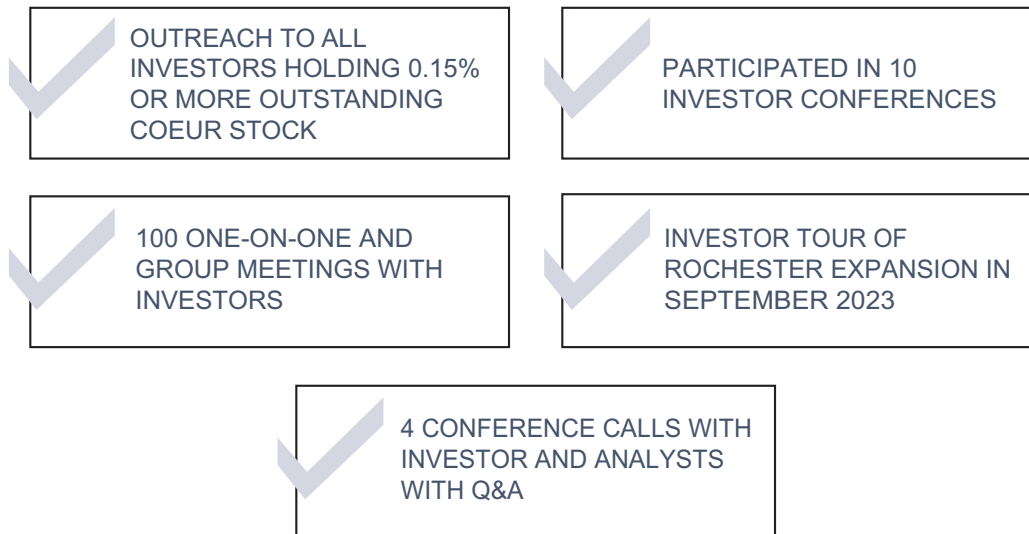 OUTREACH TO ALL
INVESTORS HOLDING 0.15%
OR MORE OUTSTANDING
COEUR STOCK
PARTICIPATED IN 10
INVESTOR CONFERENCES
100 ONE-ON-ONE AND
GROUP MEETINGS WITH
INVESTORS
INVESTOR TOUR OF
ROCHESTER EXPANSION IN
SEPTEMBER 2023
4 CONFERENCE CALLS WITH
INVESTOR AND ANALYSTS
WITH Q&A